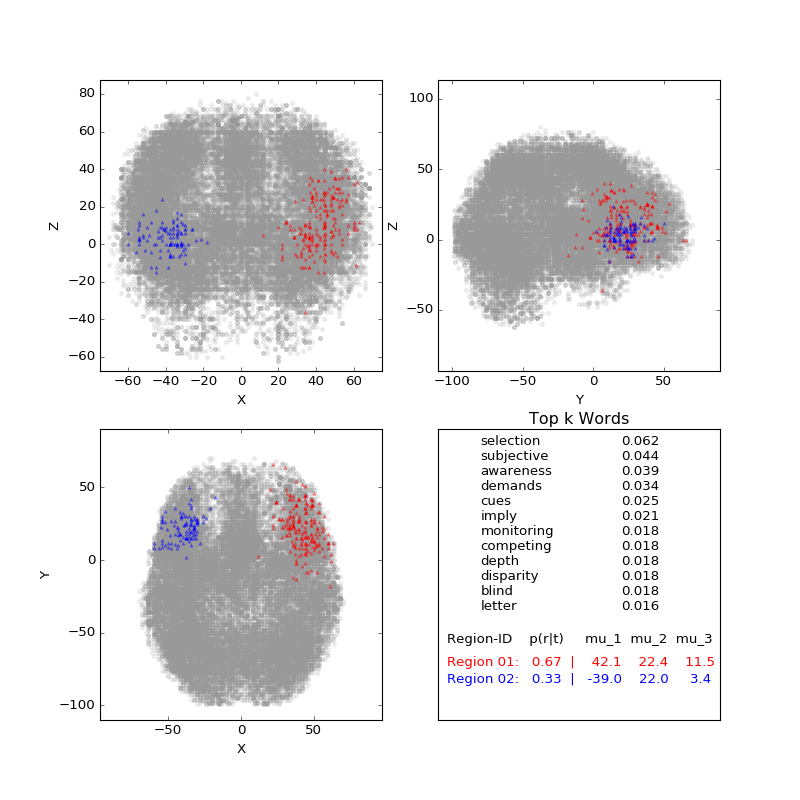 80
60
40
20
0
−20
−40
−60
Z
−60 −40 −20 0 20 40 60
X
100
50
0
−50
Z
−100 −50 0 50
Y
50
0
−50
−100
Y
−50 0 50
X
Top k Words
selection 0.062
subjective 0.044
awareness 0.039
demands 0.034
cues 0.025
imply 0.021
monitoring 0.018
competing 0.018
depth 0.018
disparity 0.018
blind 0.018
letter 0.016
Region-ID p(r|t) mu_1 mu_2 mu_3
Region 01: 0.67 | 42.1 22.4 11.5
Region 02: 0.33 | -39.0 22.0 3.4